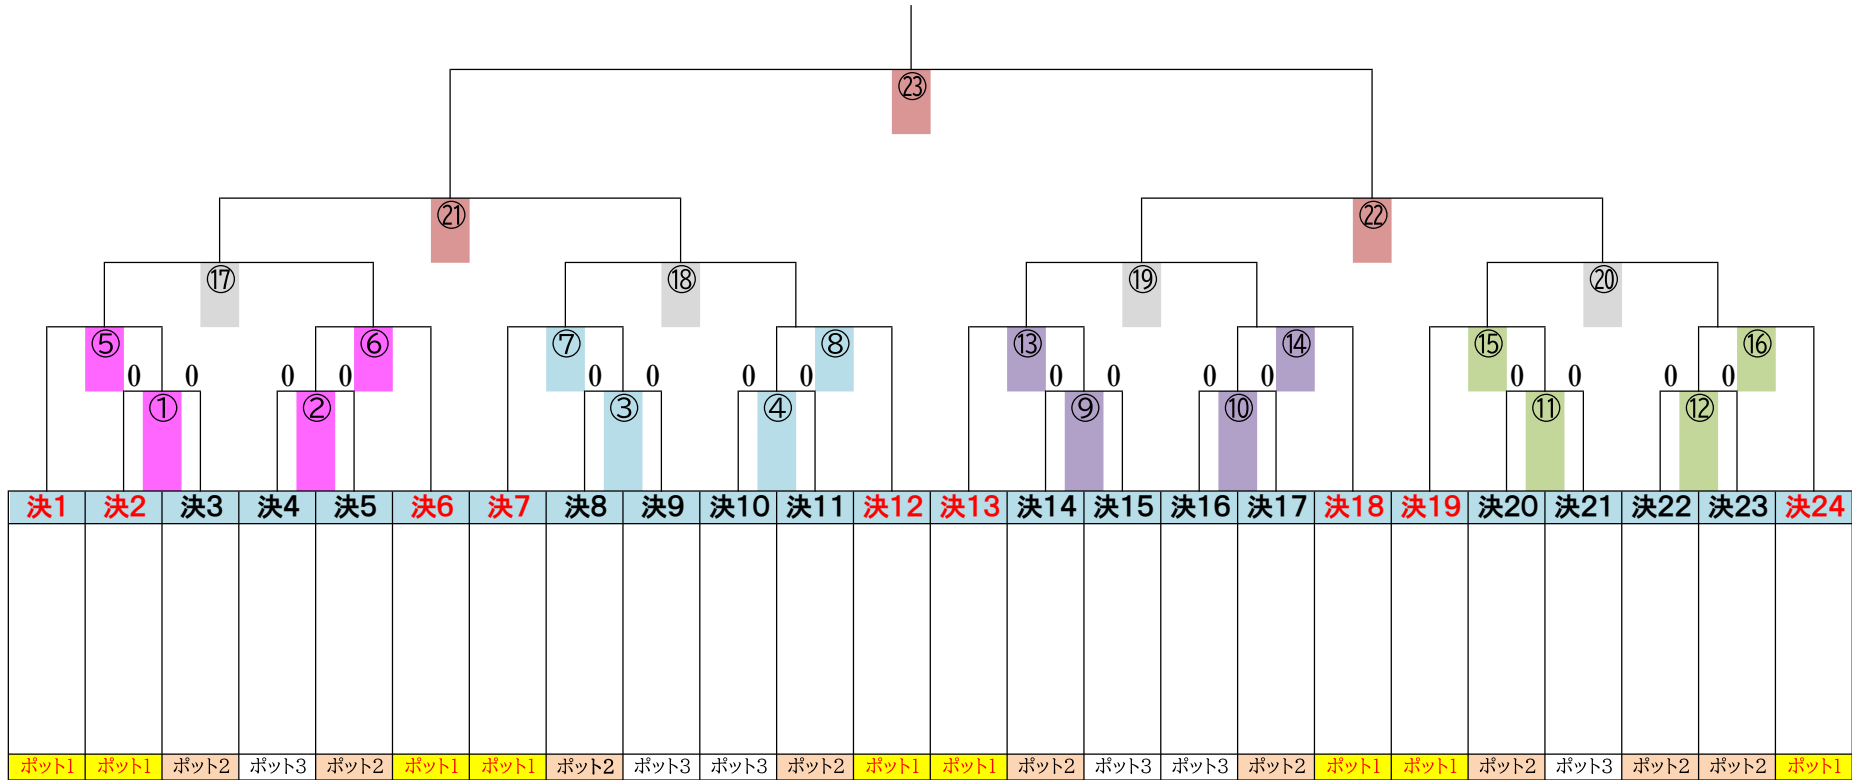 ㉓
㉑ ㉒
⑰ ⑱ ⑲ ⑳
⑤ ⑥ ⑦ ⑧ ⑬ ⑭ ⑮ ⑯
0 0 0 0 0 0 0 0 0 0 0 0 0 0 0 0
① ② ③ ④ ⑨ ⑩ ⑪ ⑫
決1 決2 決3 決4 決5 決6 決7 決8 決9 決10 決11 決12 決13 決14 決15 決16 決17 決18 決19 決20 決21 決22 決23 決24
ポット1 ポット1 ポット2 ポット3 ポット2 ポット1 ポット1 ポット2 ポット3 ポット3 ポット2 ポット1 ポット1 ポット2 ポット3 ポット3 ポット2 ポット1 ポット1 ポット2 ポット3 ポット2 ポット2 ポット1